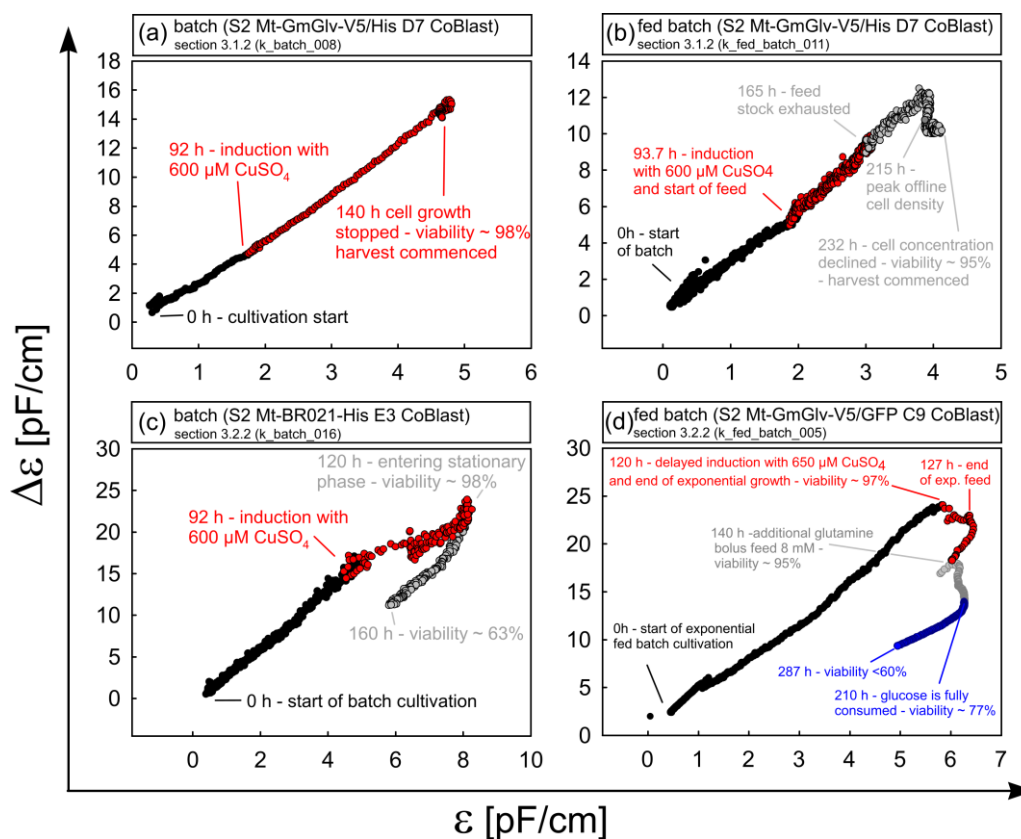 (a) batch (S2 Mt-GmGlv-V5/His D7 CoBlast)
section 3.1.2 (k_batch_008)
18
16
14
12
10
8
6
4
2
0
92 h - induction with
600 µM CuSO4
140 h cell growth
stopped - viability ~ 98%
harvest commenced
0 h - cultivation start
0 1 2 3 4 5 6
(b) fed batch (S2 Mt-GmGlv-V5/His D7 CoBlast)
section 3.1.2 (k_fed_batch_011)
14
12
10
8
6
4
2
0
165 h - feed
stock exhausted
93.7 h - induction
with 600 µM CuSO4
and start of feed
215 h -
peak offline
cell density
0h - start
of batch
232 h - cell concentration
declined - viability ~ 95%
- harvest commenced
0 1 2 3 4 5
(c) batch (S2 Mt-BR021-His E3 CoBlast)
section 3.2.2 (k_batch_016)
30
25
20
15
10
5
0
120 h - entering stationary
phase - viability ~ 98%
92 h - induction with
600 µM CuSO4
160 h - viability ~ 63%
0 h - start of batch cultivation
0 2 4 6 8 10
(d) fed batch (S2 Mt-GmGlv-V5/GFP C9 CoBlast)
section 3.2.2 (k_fed_batch_005)
30
25
20
15
10
5
0
120 h - delayed induction with 650 µM CuSO4
and end of exponential growth - viability ~ 97%
127 h - end
of exp. feed
140 h -additional glutamine
bolus feed 8 mM -
viability ~ 95%
0h - start of exponential
fed batch cultivation
287 h - viability <60%
210 h - glucose is fully
consumed - viability ~ 77%
0 1 2 3 4 5 6 7
Δε [pF/cm]
ε [pF/cm]